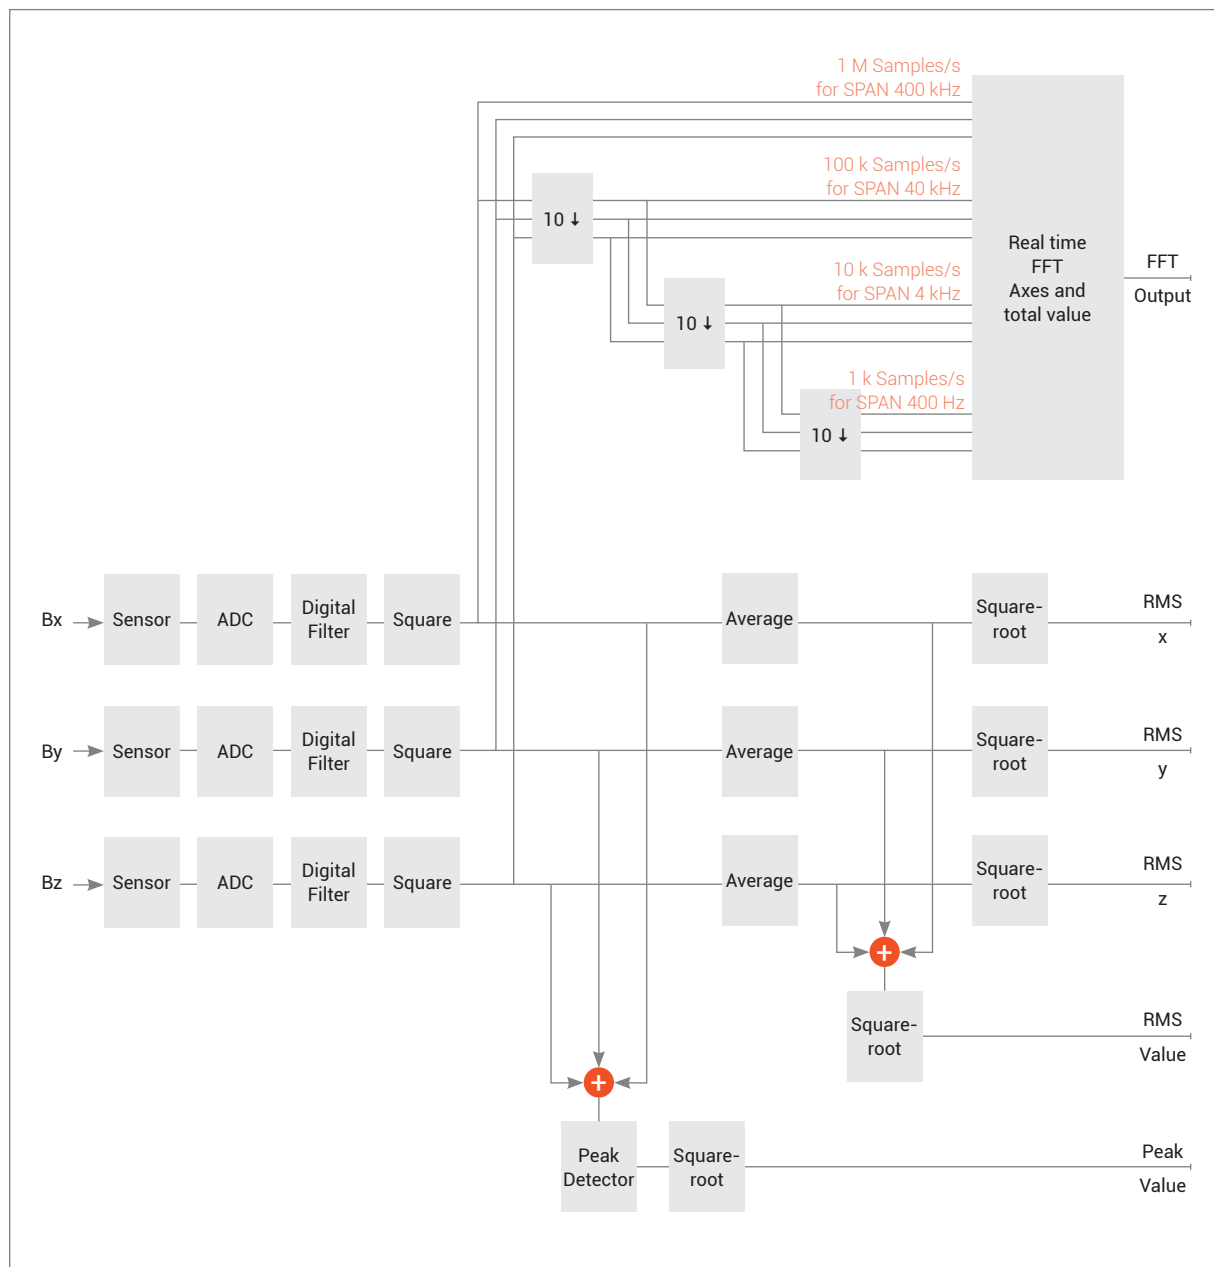 1 M Samples/s
for SPAN 400 kHz
100 k Samples/s
for SPAN 40 kHz
10 ↓
Real time
FFT
Axes and
total value
FFT
Output
10 k Samples/s
for SPAN 4 kHz
10 ↓
1 k Samples/s
for SPAN 400 Hz
10 ↓
Bx
Sensor
ADC
Digital
Filter
Square
Average
Square-
root
RMS
x
By
Sensor
ADC
Digital
Filter
Square
Average
Square-
root
RMS
y
Bz
Sensor
ADC
Digital
Filter
Square
Average
Square-
root
RMS
z
+
Square-
root
RMS
Value
+
Peak
Detector
Square-
root
Peak
Value